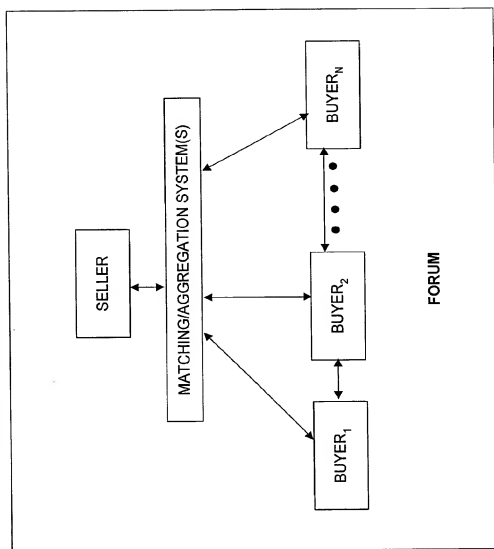 SELLER
MATCHING/AGGREGATION SYSTEM(S)
BUYER₁
BUYER₂
BUYERₙ
FORUM